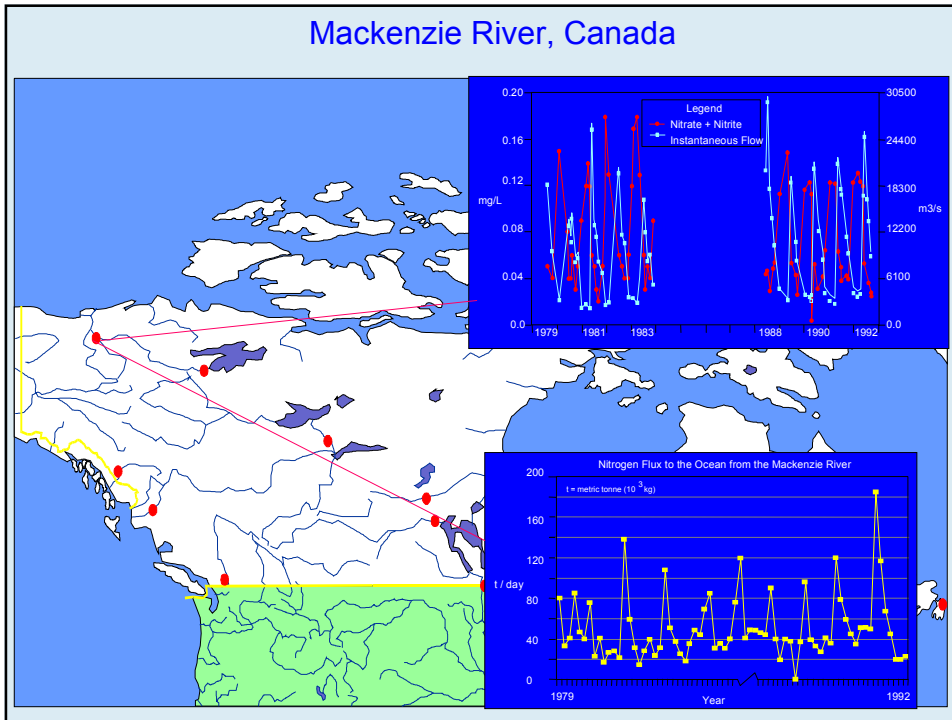 Mackenzie River, Canada
0.20
0.16
0.12
0.08
0.04
0.0
mg/L
Legend
Nitrate + Nitrite
Instantaneous Flow
30500
24400
18300
12200
6100
0.0
m3/s
1979
1981
1983
1988
1990
1992
Nitrogen Flux to the Ocean from the Mackenzie River
t = metric tonne (10 3 kg)
200
160
120
80
40
0
t / day
1979
Year
1992